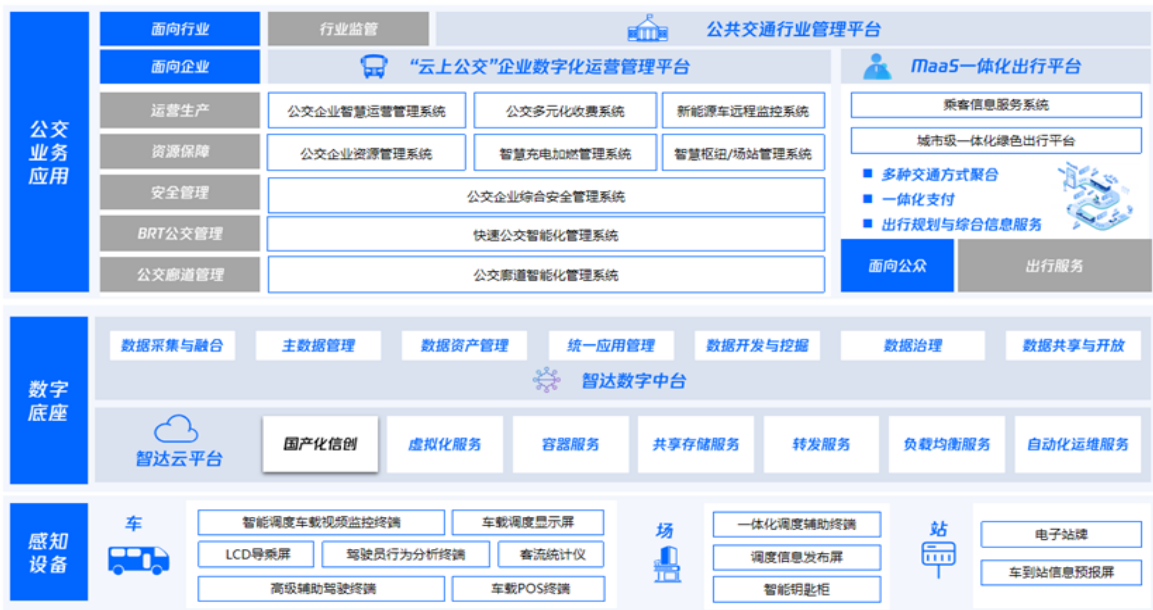 公交
业务
应用
面向行业
行业监管
公共交通行业管理平台
面向企业
“云上公交”企业数字化运营管理平台
MaaS一体化出行平台
运营生产
公交企业智慧运营管理系统
公交多元化收费系统
新能源车远程监控系统
乘客信息服务系统
资源保障
公交企业资源管理系统
智慧充电加燃管理系统
智慧枢纽/场站管理系统
城市级一体化绿色出行平台
安全管理
公交企业综合安全管理系统
多种交通方式聚合
一体化支付
出行规划与综合信息服务
BRT公交管理
快速公交智能化管理系统
公交廊道管理
公交廊道智能化管理系统
面向公众
出行服务
数字
底座
数据采集与融合
主数据管理
数据资产管理
统一应用管理
数据开发与挖掘
数据治理
数据共享与开放
智达数字中台
智达云平台
国产化信创
虚拟化服务
容器服务
共享存储服务
转发服务
负载均衡服务
自动化运维服务
感知
设备
车
智能调度车载视频监控终端
车载调度显示屏
LCD导乘屏
驾驶员行为分析终端
客流统计仪
高级辅助驾驶终端
车载POS终端
场
一体化调度辅助终端
调度信息发布屏
智能钥匙柜
站
电子站牌
车到站信息预报屏